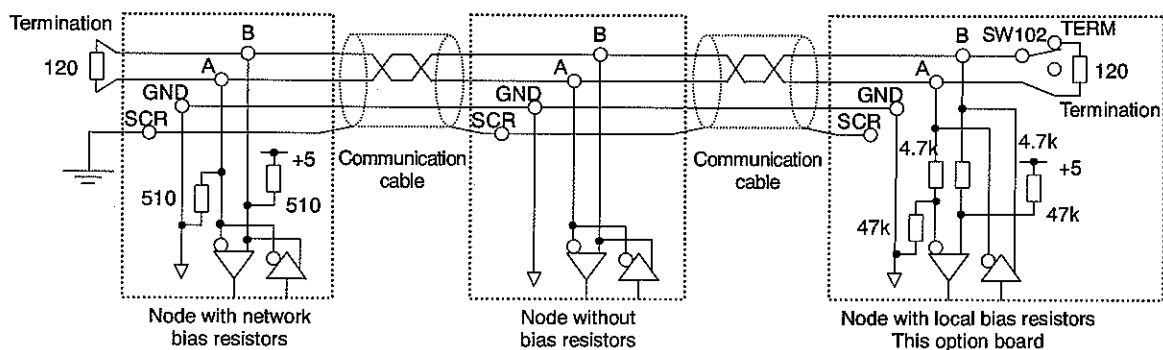 Termination
120
B
A
GND
SCR
+5
510
510
Node with network
bias resistors
Communication
cable
B
A
GND
SCR
Node without
bias resistors
Communication
cable
B
SW102
TERM
A
120
GND
Termination
SCR
4.7k
4.7k
+5
47k
47k
Node with local bias resistors
This option board